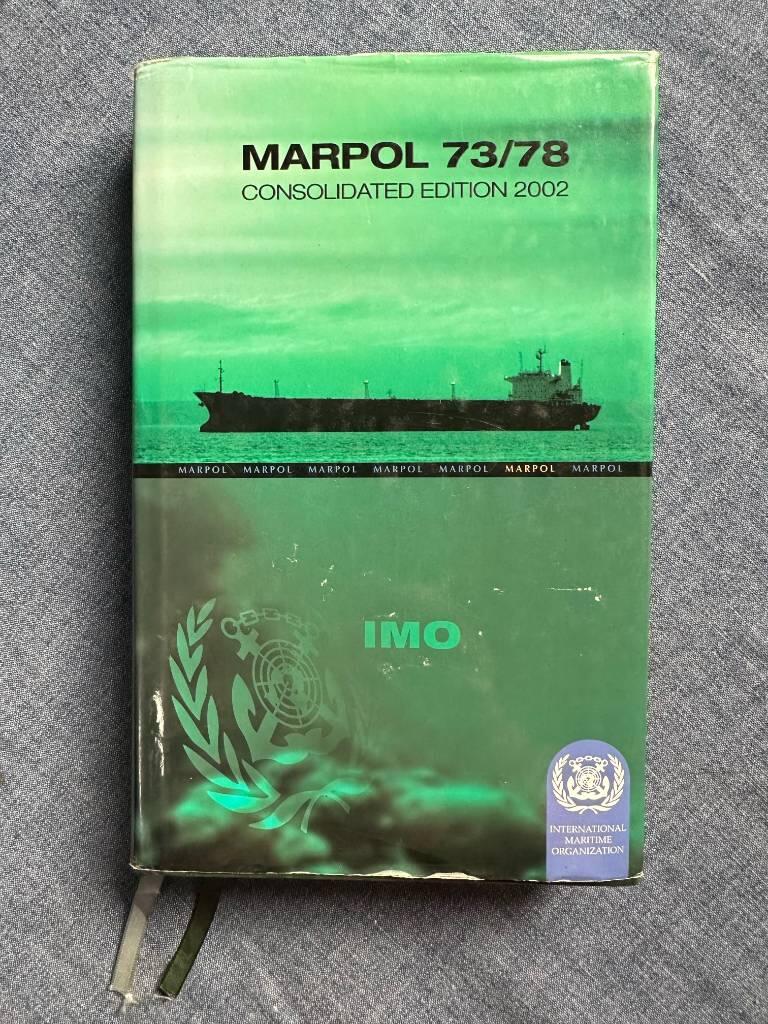 MARPOL 73/78
CONSOLIDATED EDITION 2002
MARPOL MARPOL MARPOL MARPOL MARPOL MARPOL MARPOL
IMO
INTERNATIONAL
MARITIME
ORGANIZATION